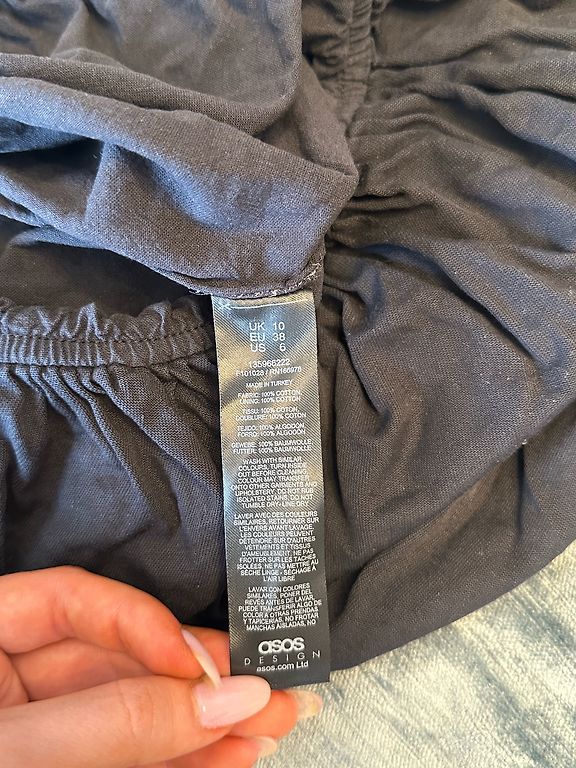 UK 10
EU 38
US 6
135966222
F101028 / RN166978
MADE IN TURKEY
FABRIC: 100% COTTON
LINING: 100% COTTON
TISSU: 100% COTON,
DOUBLURE: 100% COTON
TEJIDO: 100% ALGODÓN,
FORRO: 100% ALGODÓN
GEWEBE: 100% BAUMWOLLE,
FUTTER: 100% BAUMWOLLE
WASH WITH SIMILAR
COLOURS, TURN INSIDE
OUT BEFORE CLEANING
COLOUR MAY TRANSFER
ONTO OTHER GARMENTS AND
UPHOLSTERY, DO NOT RUB
ISOLATED STAINS, DO NOT
TUMBLE DRY-LINE DRY
LAVER AVEC DES COULEURS
SIMILAIRES, RETOURNER SUR
L'ENVERS AVANT LAVAGE.
LES COULEURS PEUVENT
DÉTEINDRE SUR D'AUTRES
VÊTEMENTS ET TISSUS
D'AMEUBLEMENT, NE PAS
FROTTER SUR LES TACHES
ISOLÉES, NE PAS METTRE AU
SÈCHE LINGE - SÉCHAGE À
L'AIR LIBRE
LAVAR CON COLORES
SIMILARES, PONER DEL
REVÉS ANTES DE LAVAR,
PUEDE TRANSFERIR ALGO DE
COLOR A OTRAS PRENDAS
Y TAPICERÍAS, NO FROTAR
MANCHAS AISLADAS, NO
asos
DESIGN
asos.com Ltd